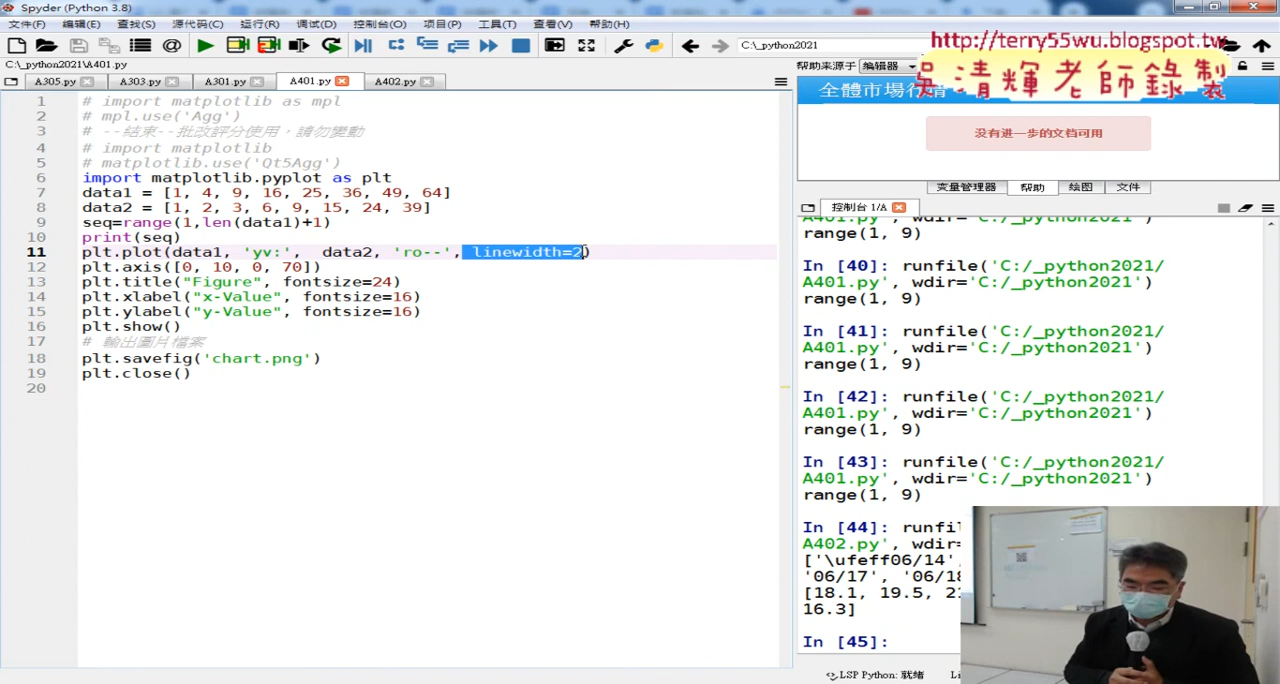 Spyder (Python 3.8)
文件(F) 编辑(E) 查找(S) 源代码(C) 运行(R) 调试(D) 控制台(O) 项目(P) 工具(T) 查看(V) 帮助(H)
C:\_python2021
http://terry55wu.blogspot.tw
吳清輝老師錄製
C:\_python2021\A401.py
帮助来源于 编辑器
A305.py A303.py A301.py A401.py A402.py
全體市場行情
没有进一步的文档可用
变量管理器 帮助 绘图 文件
控制台 1/A
1 # import matplotlib as mpl
2 # mpl.use('Agg')
3 # --結束--批改評分使用，請勿變動
4 # import matplotlib
5 # matplotlib.use('Qt5Agg')
6 import matplotlib.pyplot as plt
7 data1 = [1, 4, 9, 16, 25, 36, 49, 64]
8 data2 = [1, 2, 3, 6, 9, 15, 24, 39]
9 seq=range(1,len(data1)+1)
10 print(seq)
11 plt.plot(data1, 'yv:',  data2, 'ro--', linewidth=2)
12 plt.axis([0, 10, 0, 70])
13 plt.title("Figure", fontsize=24)
14 plt.xlabel("x-Value", fontsize=16)
15 plt.ylabel("y-Value", fontsize=16)
16 plt.show()
17 # 輸出圖片檔案
18 plt.savefig('chart.png')
19 plt.close()
20
A401.py', wdir='C:/_python2021')
range(1, 9)
In [40]: runfile('C:/_python2021/
A401.py', wdir='C:/_python2021')
range(1, 9)
In [41]: runfile('C:/_python2021/
A401.py', wdir='C:/_python2021')
range(1, 9)
In [42]: runfile('C:/_python2021/
A401.py', wdir='C:/_python2021')
range(1, 9)
In [43]: runfile('C:/_python2021/
A401.py', wdir='C:/_python2021')
range(1, 9)
In [44]: runfi
A402.py', wdir=
['\ufeff06/14',
'06/17', '06/18
[18.1, 19.5, 21
16.3]
In [45]:
LSP Python: 就绪